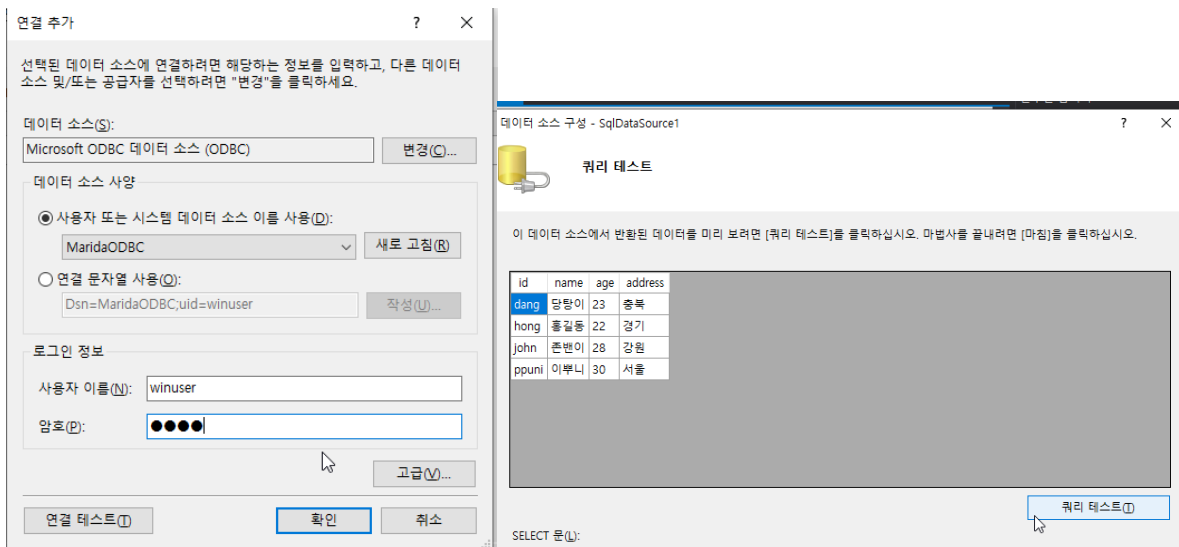 연결 추가
?
×
선택된 데이터 소스에 연결하려면 해당하는 정보를 입력하고, 다른 데이터
소스 및/또는 공급자를 선택하려면 "변경"을 클릭하세요.
데이터 소스(S):
Microsoft ODBC 데이터 소스 (ODBC)
변경(C)...
데이터 소스 사양
사용자 또는 시스템 데이터 소스 이름 사용(D):
MaridaODBC
새로 고침(R)
연결 문자열 사용(O):
Dsn=MaridaODBC;uid=winuser
작성(U)...
로그인 정보
사용자 이름(N):
winuser
암호(P):
●●●●
고급(V)...
연결 테스트(T)
확인
취소
데이터 소스 구성 - SqlDataSource1
?
×
쿼리 테스트
이 데이터 소스에서 반환된 데이터를 미리 보려면 [쿼리 테스트]를 클릭하십시오. 마법사를 끝내려면 [마침]을 클릭하십시오.
id name age address
dang 당탕이 23 충북
hong 홍길동 22 경기
john 존밴이 28 강원
ppuni 이뿌니 30 서울
쿼리 테스트(T)
SELECT 문(L):